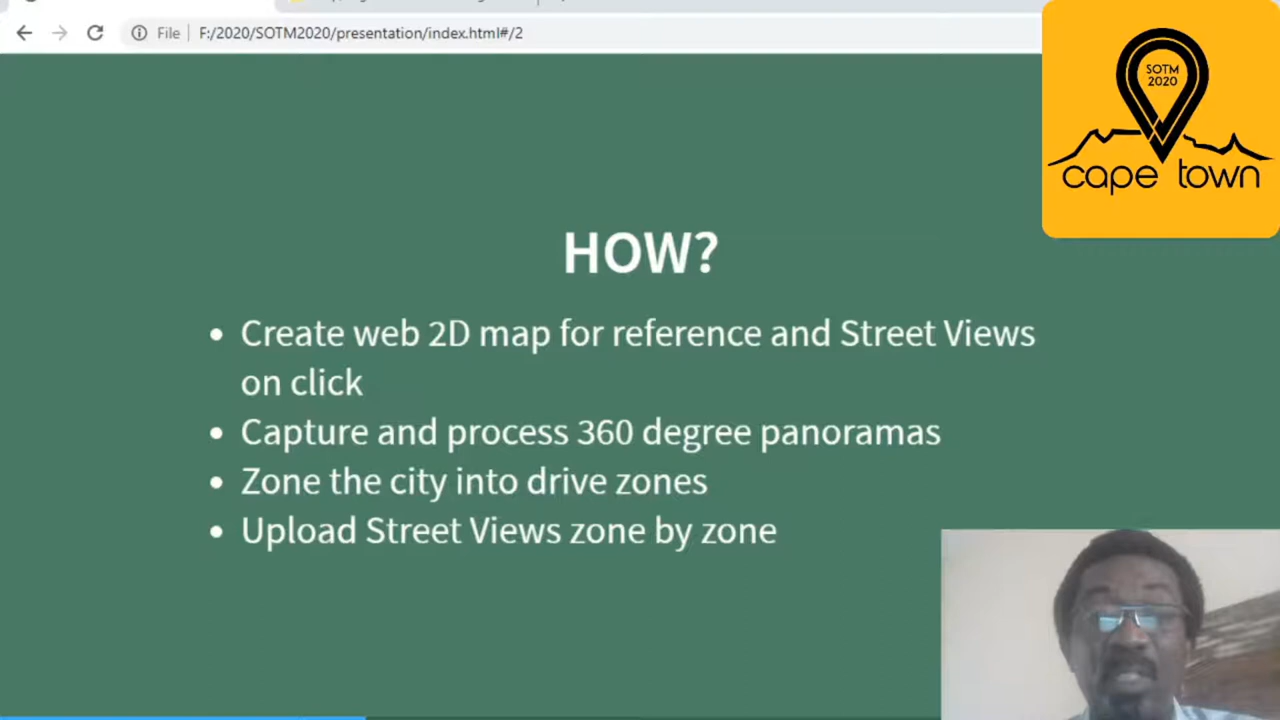 File
F:/2020/SOTM2020/presentation/index.html#/2
SOTM
2020
cape town
HOW?
• Create web 2D map for reference and Street Views
on click
• Capture and process 360 degree panoramas
• Zone the city into drive zones
• Upload Street Views zone by zone